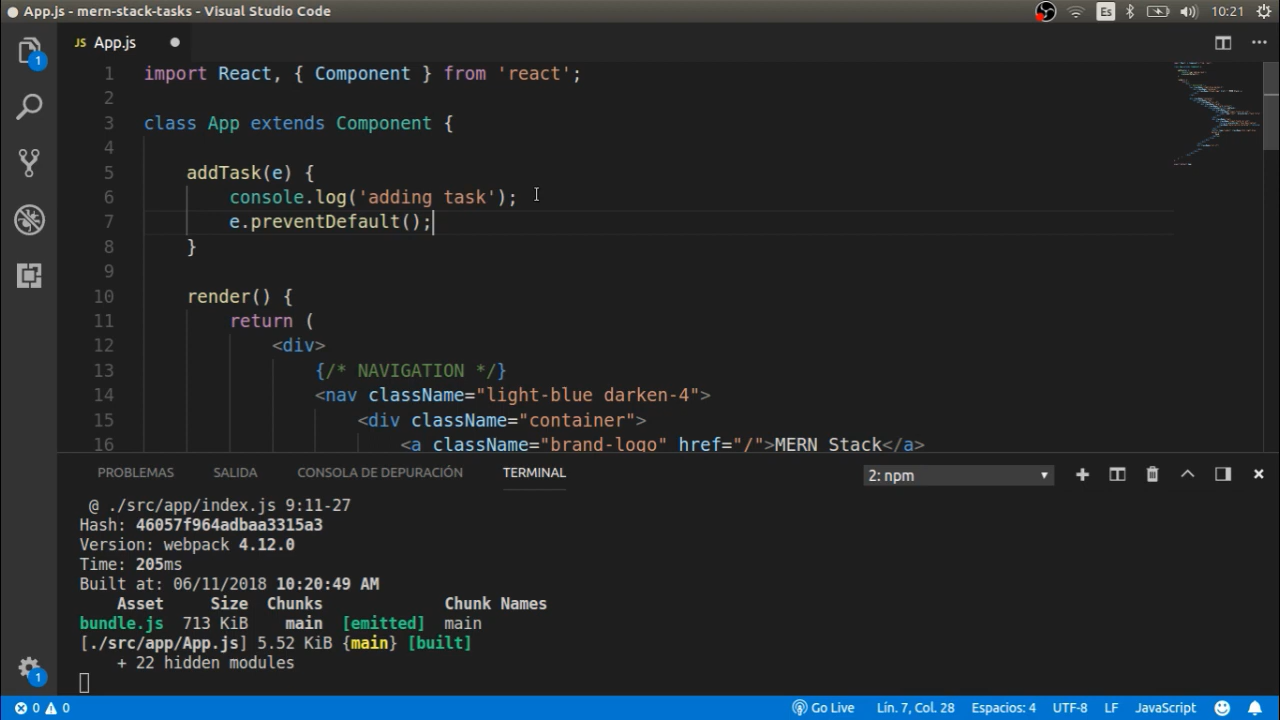 App.js - mern-stack-tasks - Visual Studio Code
Es
10:21
1
JS App.js
1 import React, { Component } from 'react';
2
3 class App extends Component {
4
5 addTask(e) {
6 console.log('adding task');
7 e.preventDefault();
8 }
9
10 render() {
11 return (
12 <div>
13 {/* NAVIGATION */}
14 <nav className="light-blue darken-4">
15 <div className="container">
16 <a className="brand-logo" href="/">MERN Stack</a>
PROBLEMAS SALIDA CONSOLA DE DEPURACIÓN TERMINAL 2: npm
@ ./src/app/index.js 9:11-27
Hash: 46057f964adbaa3315a3
Version: webpack 4.12.0
Time: 205ms
Built at: 06/11/2018 10:20:49 AM
Asset Size Chunks Chunk Names
bundle.js 713 KiB main [emitted] main
[./src/app/App.js] 5.52 KiB {main} [built]
+ 22 hidden modules
1
0 0 Go Live Lín. 7, Col. 28 Espacios: 4 UTF-8 LF JavaScript